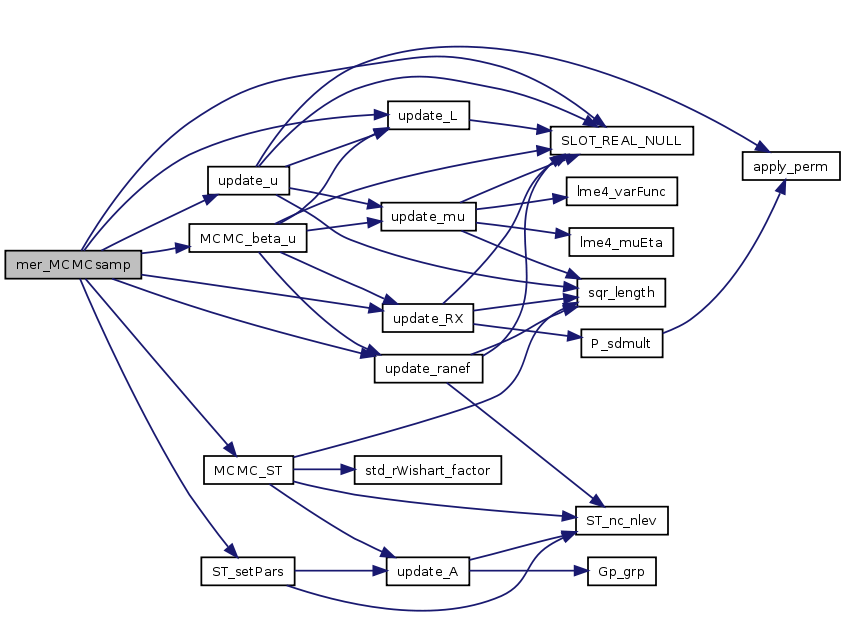 update_L
SLOT_REAL_NULL
apply_perm
update_u
lme4_varFunc
update_mu
MCMC_beta_u
lme4_muEta
mer_MCMCsamp
sqr_length
update_RX
P_sdmult
update_ranef
MCMC_ST
std_rWishart_factor
ST_nc_nlev
ST_setPars
update_A
Gp_grp